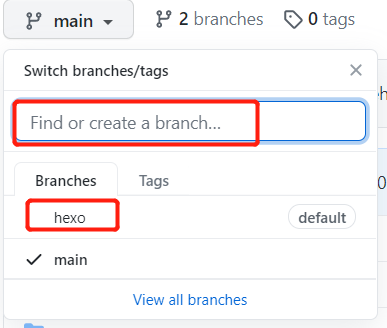 main 2 branches 0 tags
Switch branches/tags
Find or create a branch...
Branches Tags
hexo default
main
View all branches